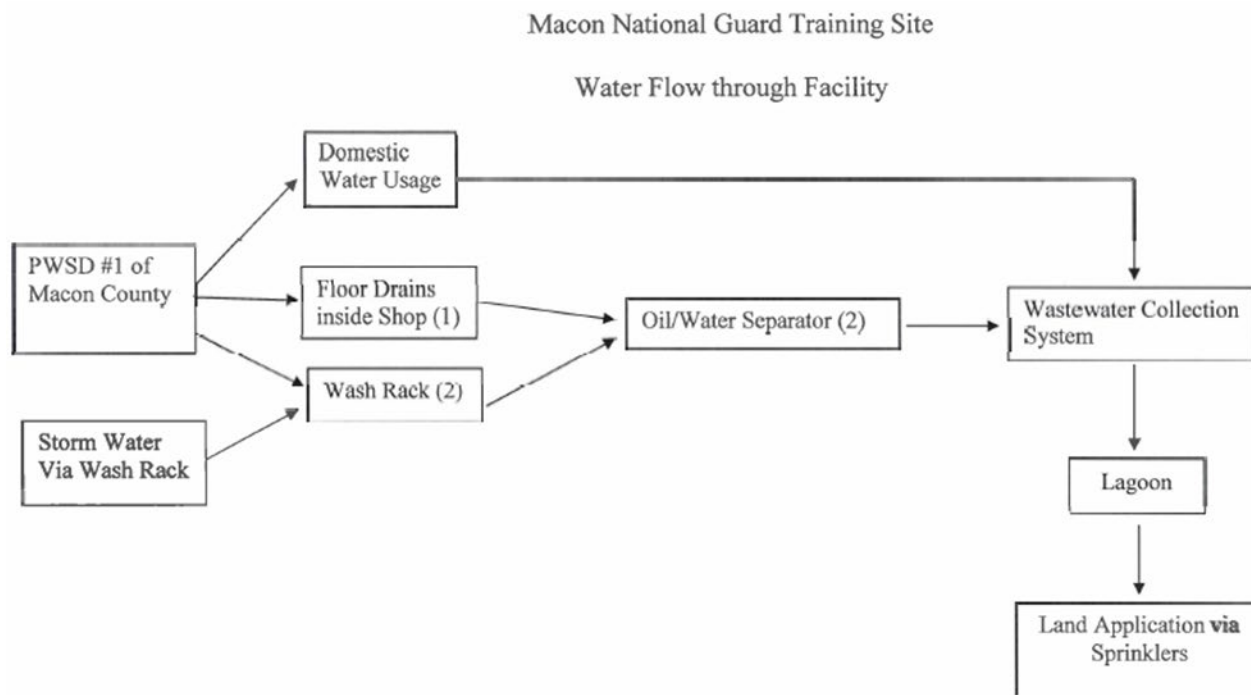 Macon National Guard Training Site
Water Flow through Facility
Domestic
Water Usage
PWSD #1 of
Macon County
Floor Drains
inside Shop (1)
Oil/Water Separator (2)
Wastewater Collection
System
Wash Rack (2)
Storm Water
Via Wash Rack
Lagoon
Land Application via
Sprinklers